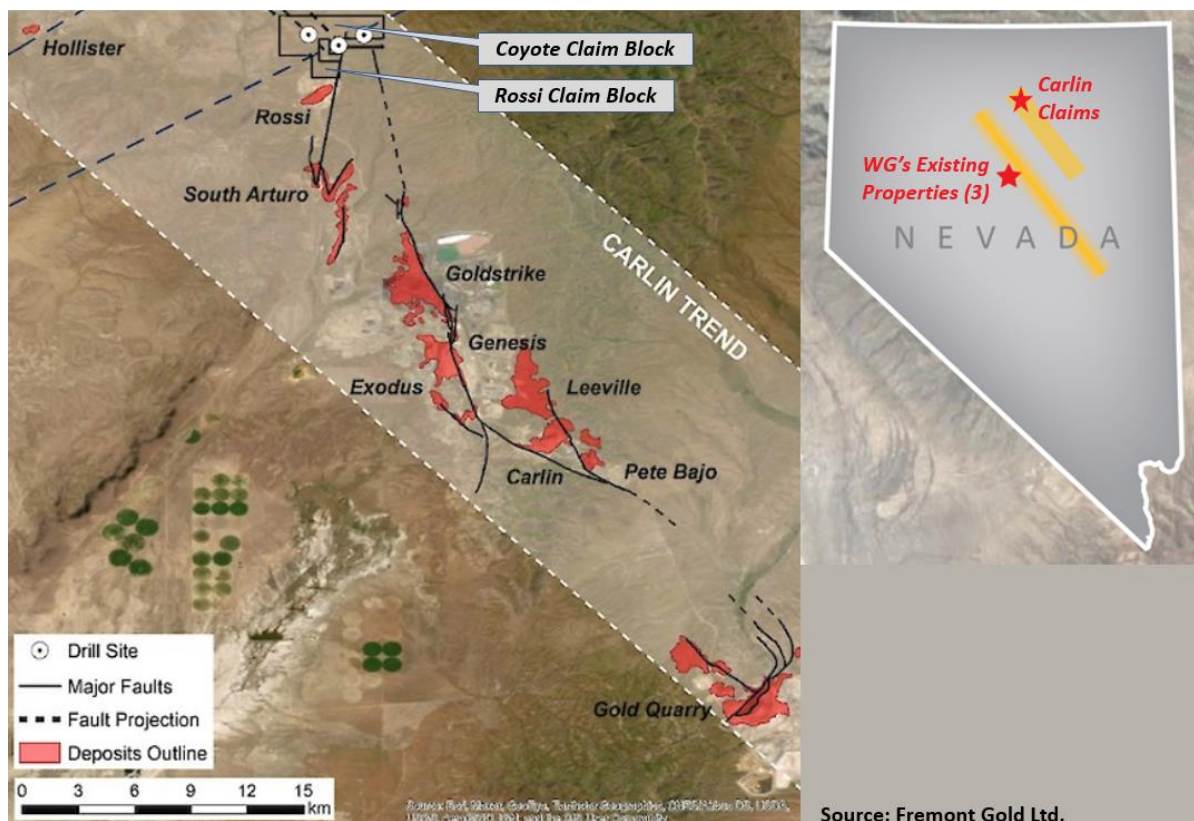 Hollister
Coyote Claim Block
Rossi Claim Block
Rossi
South Arturo
CARLIN TREND
Goldstrike
Genesis
Exodus
Leeville
Carlin
Pete Bajo
Gold Quarry
Drill Site
Major Faults
Fault Projection
Deposits Outline
0 3 6 9 12 15
km
Carlin
Claims
WG's Existing
Properties (3)
NEVADA
Source: Fremont Gold Ltd.